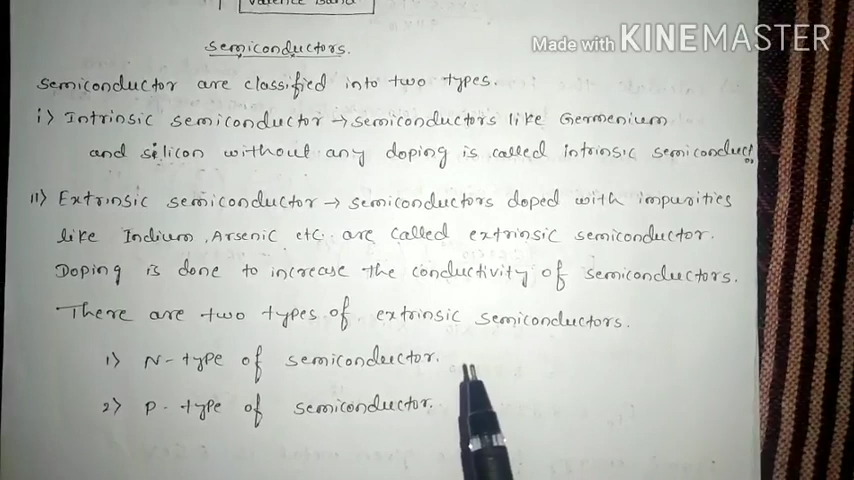 Valence Band
Made with KINEMASTER
Semiconductors.
Semiconductor are classified into two types.
i) Intrinsic semiconductor → semiconductors like Germenium
and silicon without any doping is called intrinsic semiconductor
ii) Extrinsic semiconductor → semiconductors doped with impurities
like Indium, Arsenic etc. are called extrinsic semiconductor.
Doping is done to increase the conductivity of semiconductors.
There are two types of extrinsic semiconductors.
1) N-type of semiconductor.
2) P-type of semiconductor.